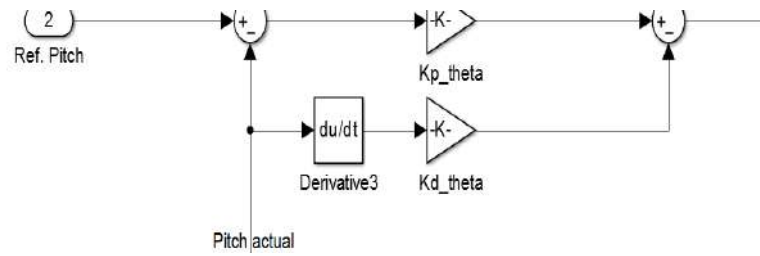 2
+
-
-K-
+
-
Ref. Pitch
Kp_theta
du/dt
-K-
Derivative3
Kd_theta
Pitch actual